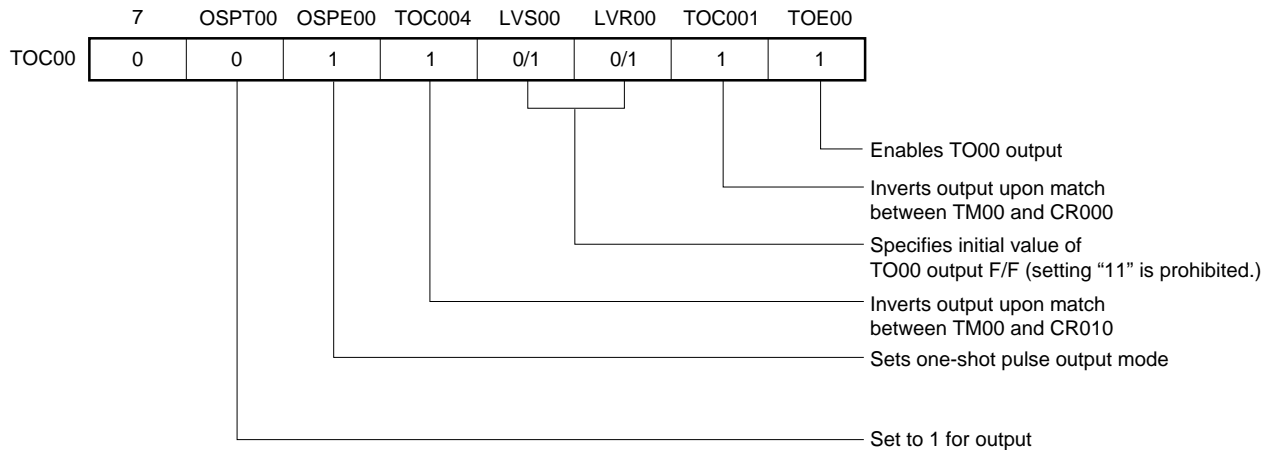 7 OSPT00 OSPE00 TOC004 LVS00 LVR00 TOC001 TOE00
TOC00 0 0 1 1 0/1 0/1 1 1
Enables TO00 output
Inverts output upon match
between TM00 and CR000
Specifies initial value of
TO00 output F/F (setting “11” is prohibited.)
Inverts output upon match
between TM00 and CR010
Sets one-shot pulse output mode
Set to 1 for output